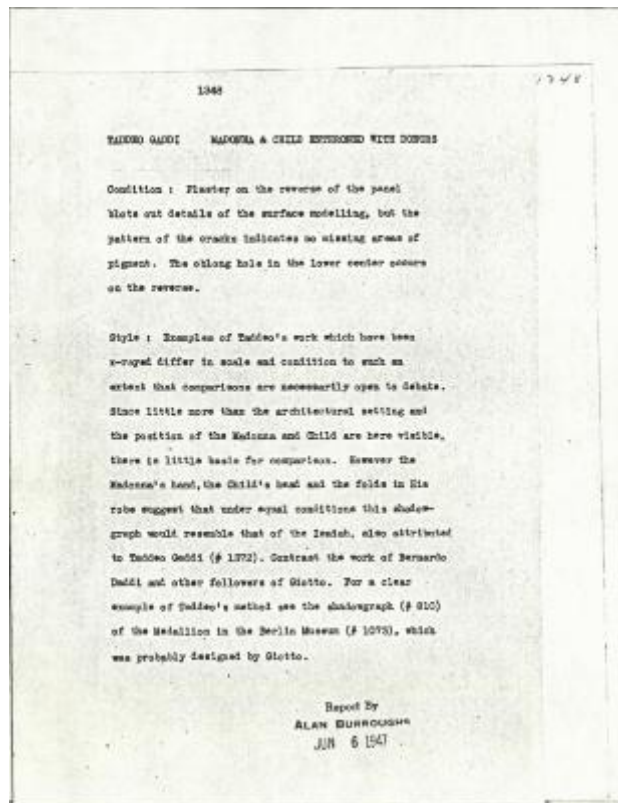 1348
1348
TADDEO GADDI MADONNA & CHILD ENTHRONED WITH DONORS
Condition : Plaster on the reverse of the panel
blots out details of the surface modelling, but the
pattern of the cracks indicates no missing areas of
pigment. The oblong hole in the lower center occurs
on the reverse.
Style : Examples of Taddeo's work which have been
x-rayed differ in scale and condition to such an
extent that comparisons are necessarily open to debate.
Since little more than the architectural setting and
the position of the Madonna and Child are here visible,
there is little basis for comparison. However the
Madonna's hand, the Child's head and the folds in His
robe suggest that under equal conditions this shadow-
graph would resemble that of the Isaiah, also attributed
to Taddeo Gaddi (# 1372). Contrast the work of Bernardo
Daddi and other followers of Giotto. For a clear
example of Taddeo's method see the shadowgraph (# 810)
of the Medallion in the Berlin Museum (# 1073), which
was probably designed by Giotto.
Report By
ALAN BURROUGHS
JUN 6 1947